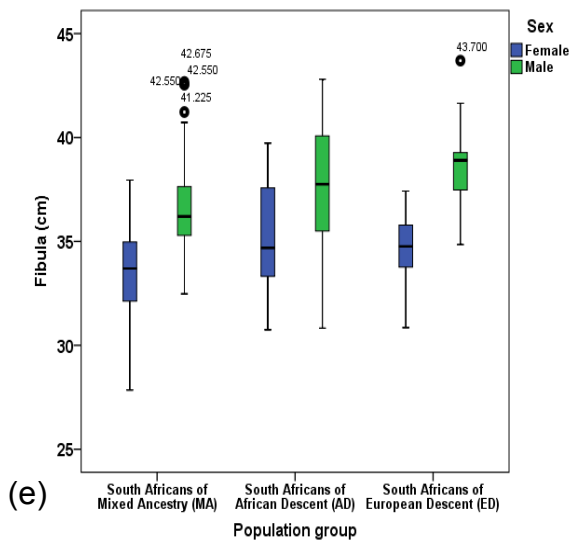 Sex
Female
Male
45
40
35
30
25
Fibula (cm)
42.675
42.550
42.550
41.225
43.700
(e)
South Africans of
Mixed Ancestry (MA)
South Africans of
African Descent (AD)
South Africans of
European Descent (ED)
Population group